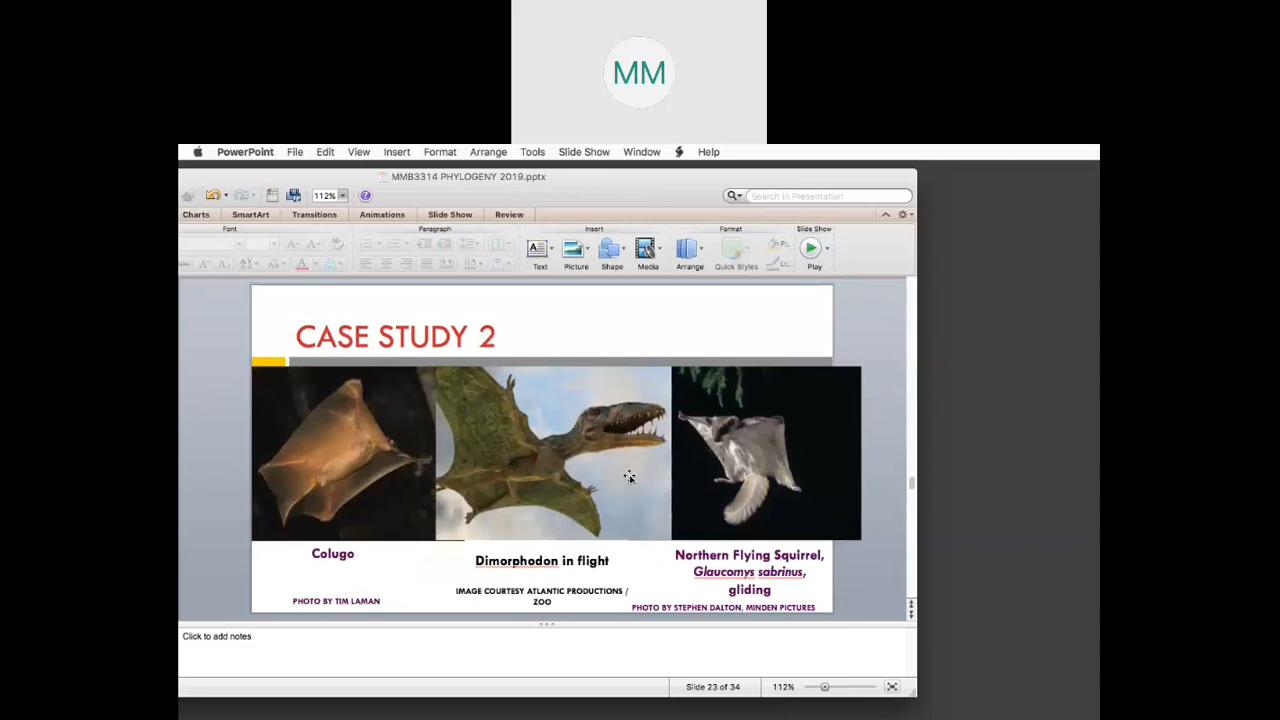 MM
PowerPoint File Edit View Insert Format Arrange Tools Slide Show Window Help
MMB3314 PHYLOGENY 2019.pptx
112%
Search in Presentation
Charts SmartArt Transitions Animations Slide Show Review
Font Paragraph Insert Format Slide Show
Text Picture Shape Media Arrange Quick Styles Play
CASE STUDY 2
Colugo
PHOTO BY TIM LAMAN
Dimorphodon in flight
IMAGE COURTESY ATLANTIC PRODUCTIONS /
ZOO
Northern Flying Squirrel,
Glaucomys sabrinus,
gliding
PHOTO BY STEPHEN DALTON, MINDEN PICTURES
Click to add notes
Slide 23 of 34 112%